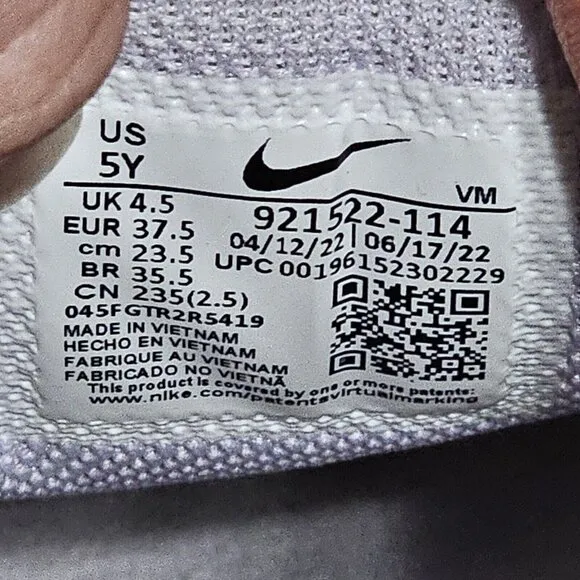 US
5Y
VM
UK 4.5
EUR 37.5
cm 23.5
BR 35.5
CN 235(2.5)
921522-114
04/12/22 | 06/17/22
UPC 00196152302229
045FGTR2R5419
MADE IN VIETNAM
HECHO EN VIETNAM
FABRIQUE AU VIETNAM
FABRICADO NO VIETNÃ
This product is covered by one or more patents:
www.nike.com/patentsvirtualmarking